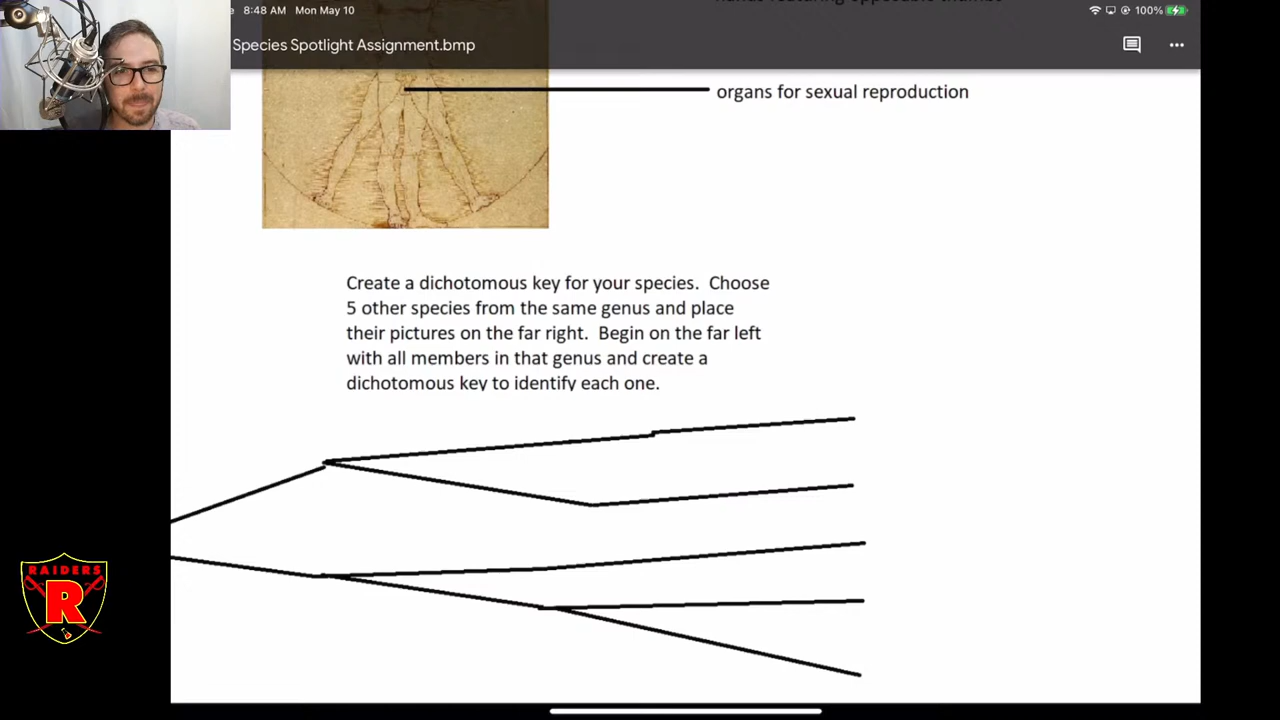 8:48 AM Mon May 10
100%
Species Spotlight Assignment.bmp
organs for sexual reproduction
Create a dichotomous key for your species. Choose
5 other species from the same genus and place
their pictures on the far right. Begin on the far left
with all members in that genus and create a
dichotomous key to identify each one.
RAIDERS
R